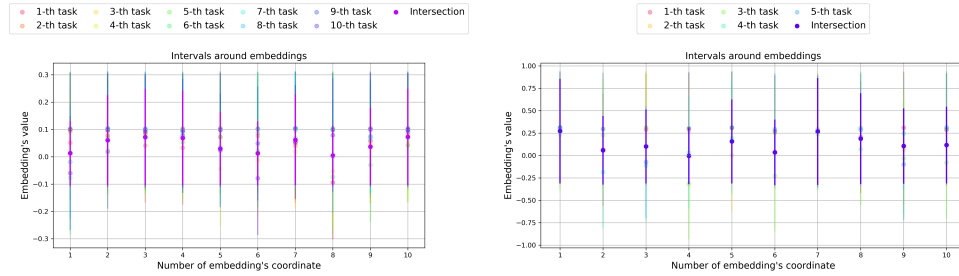 1-th task 3-th task 5-th task 7-th task 9-th task Intersection
2-th task 4-th task 6-th task 8-th task 10-th task
Intervals around embeddings
Embedding's value
0.3
0.2
0.1
0.0
−0.1
−0.2
−0.3
1 2 3 4 5 6 7 8 9 10
Number of embedding's coordinate
1-th task 3-th task 5-th task
2-th task 4-th task Intersection
Intervals around embeddings
Embedding's value
1.00
0.75
0.50
0.25
0.00
−0.25
−0.50
−0.75
−1.00
1 2 3 4 5 6 7 8 9 10
Number of embedding's coordinate